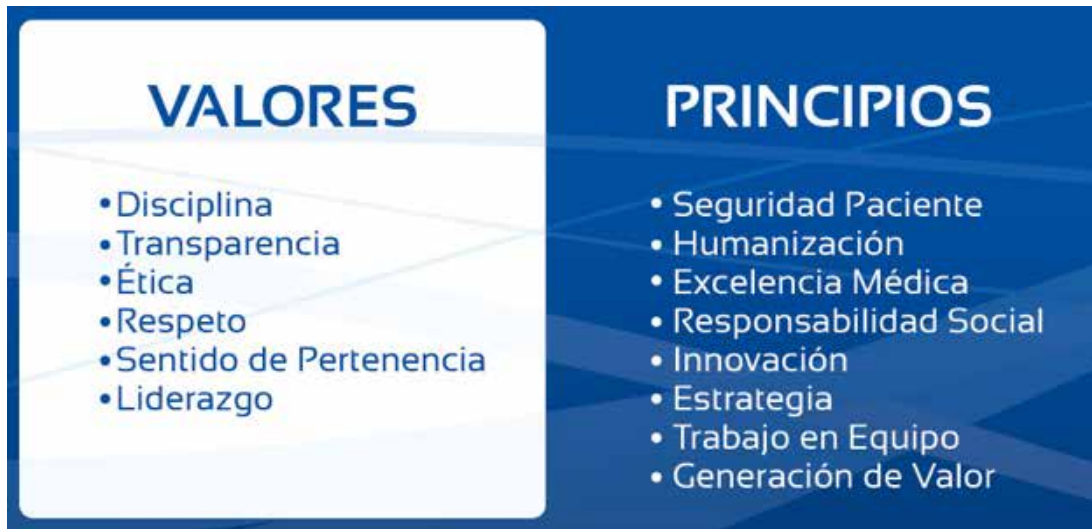 VALORES
• Disciplina
• Transparencia
• Ética
• Respeto
• Sentido de Pertenencia
• Liderazgo
PRINCIPIOS
• Seguridad Paciente
• Humanización
• Excelencia Médica
• Responsabilidad Social
• Innovación
• Estrategia
• Trabajo en Equipo
• Generación de Valor